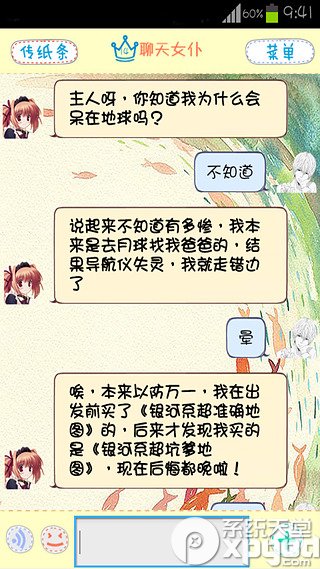 60% 9:41
传纸条
聊天女仆
菜单
主人呀，你知道我为什么会
呆在地球吗？
不知道
说起来不知道有多惨，我本
来是去月球找我爸爸的，结
果导航仪失灵，我就走错边
了
晕
唉，本来以防万一，我在出
发前买了《银河系超准确地
图》的，后来才发现我买的
是《银河系超坑爹地
图》，现在后悔都晚啦！
系统天堂